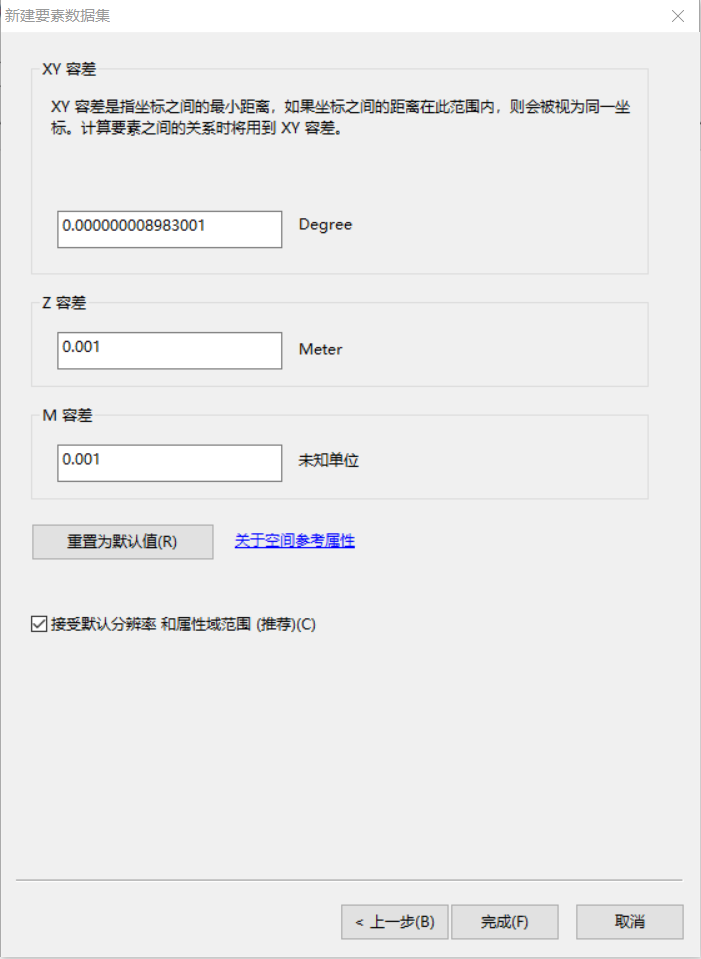 新建要素数据集
XY 容差
XY 容差是指坐标之间的最小距离，如果坐标之间的距离在此范围内，则会被视为同一坐
标。计算要素之间的关系时将用到 XY 容差。
0.000000008983001 Degree
Z 容差
0.001 Meter
M 容差
0.001 未知单位
重置为默认值(R) 关于空间参考属性
接受默认分辨率 和属性域范围 (推荐)(C)
< 上一步(B) 完成(F) 取消